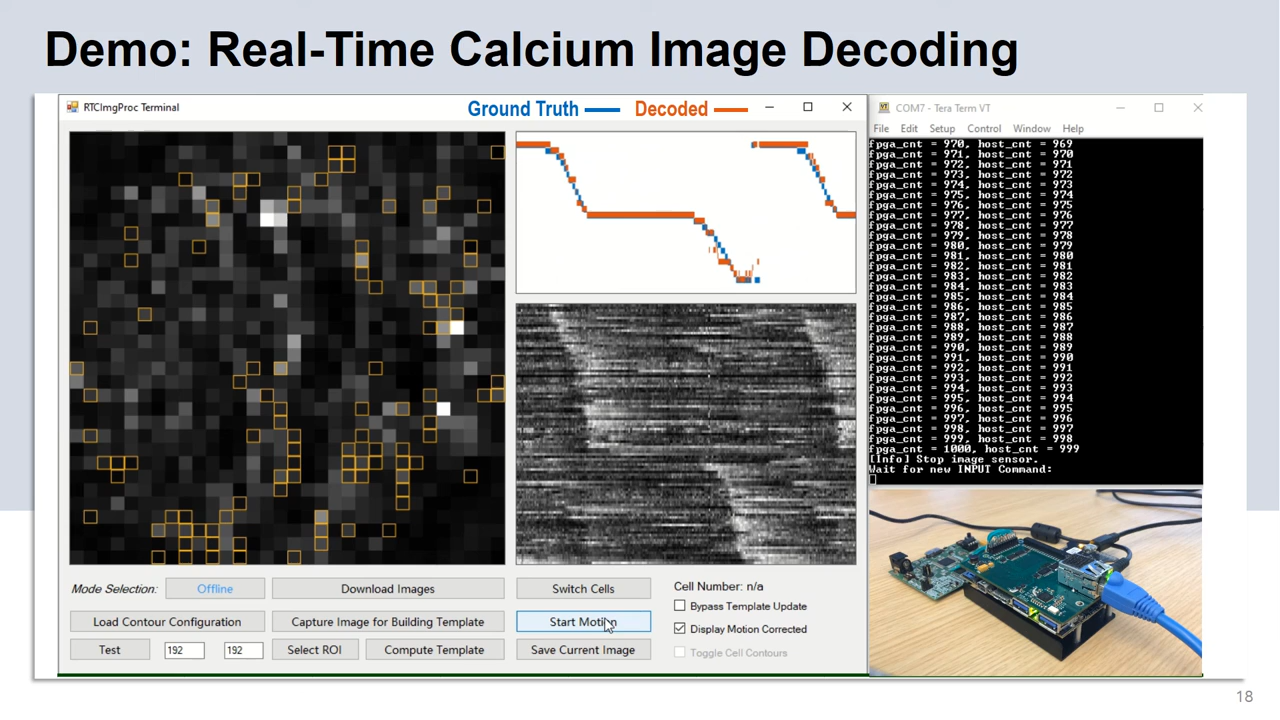 Demo: Real-Time Calcium Image Decoding
RTCImgProc Terminal
Ground Truth
Decoded
Mode Selection:
Offline
Download Images
Switch Cells
Cell Number: n/a
Bypass Template Update
Load Contour Configuration
Capture Image for Building Template
Start Motion
Display Motion Corrected
Test
192
192
Select ROI
Compute Template
Save Current Image
Toggle Cell Contours
COM7 - Tera Term VT
File Edit Setup Control Window Help
fpga_cnt = 970, host_cnt = 969
fpga_cnt = 971, host_cnt = 970
fpga_cnt = 972, host_cnt = 971
fpga_cnt = 973, host_cnt = 972
fpga_cnt = 974, host_cnt = 973
fpga_cnt = 975, host_cnt = 974
fpga_cnt = 976, host_cnt = 975
fpga_cnt = 977, host_cnt = 976
fpga_cnt = 978, host_cnt = 977
fpga_cnt = 979, host_cnt = 978
fpga_cnt = 980, host_cnt = 979
fpga_cnt = 981, host_cnt = 980
fpga_cnt = 982, host_cnt = 981
fpga_cnt = 983, host_cnt = 982
fpga_cnt = 984, host_cnt = 983
fpga_cnt = 985, host_cnt = 984
fpga_cnt = 986, host_cnt = 985
fpga_cnt = 987, host_cnt = 986
fpga_cnt = 988, host_cnt = 987
fpga_cnt = 989, host_cnt = 988
fpga_cnt = 990, host_cnt = 989
fpga_cnt = 991, host_cnt = 990
fpga_cnt = 992, host_cnt = 991
fpga_cnt = 993, host_cnt = 992
fpga_cnt = 994, host_cnt = 993
fpga_cnt = 995, host_cnt = 994
fpga_cnt = 996, host_cnt = 995
fpga_cnt = 997, host_cnt = 996
fpga_cnt = 998, host_cnt = 997
fpga_cnt = 999, host_cnt = 998
fpga_cnt = 1000, host_cnt = 999
[Info] Stop image sensor.
Wait for new INPUT Command:
18